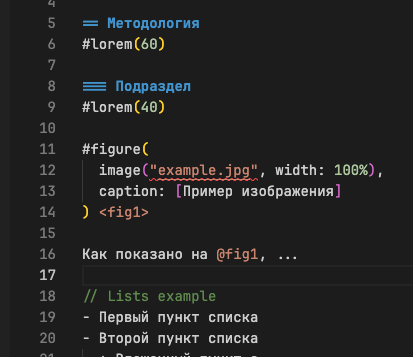 4
5 == Методология
6 #lorem(60)
7
8 === Подраздел
9 #lorem(40)
10
11 #figure(
12 image("example.jpg", width: 100%),
13 caption: [Пример изображения]
14 ) <fig1>
15
16 Как показано на @fig1, ...
17
18 // Lists example
19 - Первый пункт списка
20 - Второй пункт списка